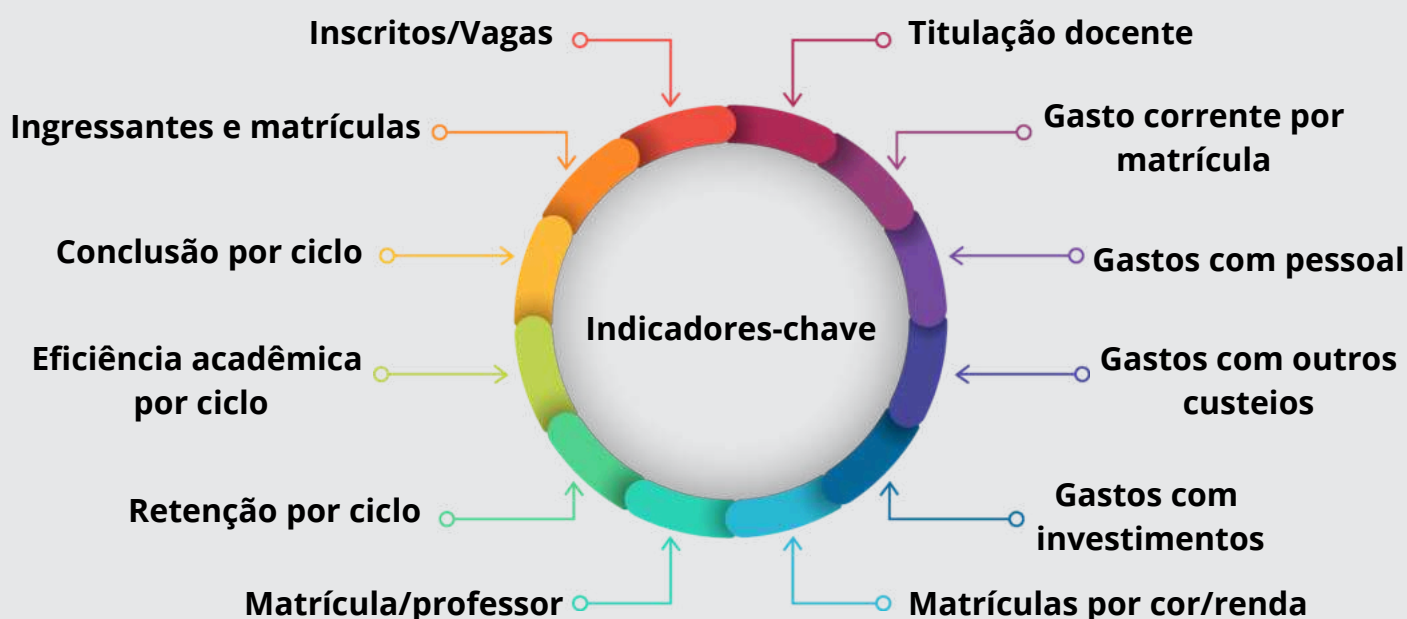 Inscritos/Vagas
Titulação docente
Ingressantes e matrículas
Gasto corrente por
matrícula
Conclusão por ciclo
Gastos com pessoal
Indicadores-chave
Eficiência acadêmica
por ciclo
Gastos com outros
custeios
Retenção por ciclo
Gastos com
investimentos
Matrícula/professor
Matrículas por cor/renda